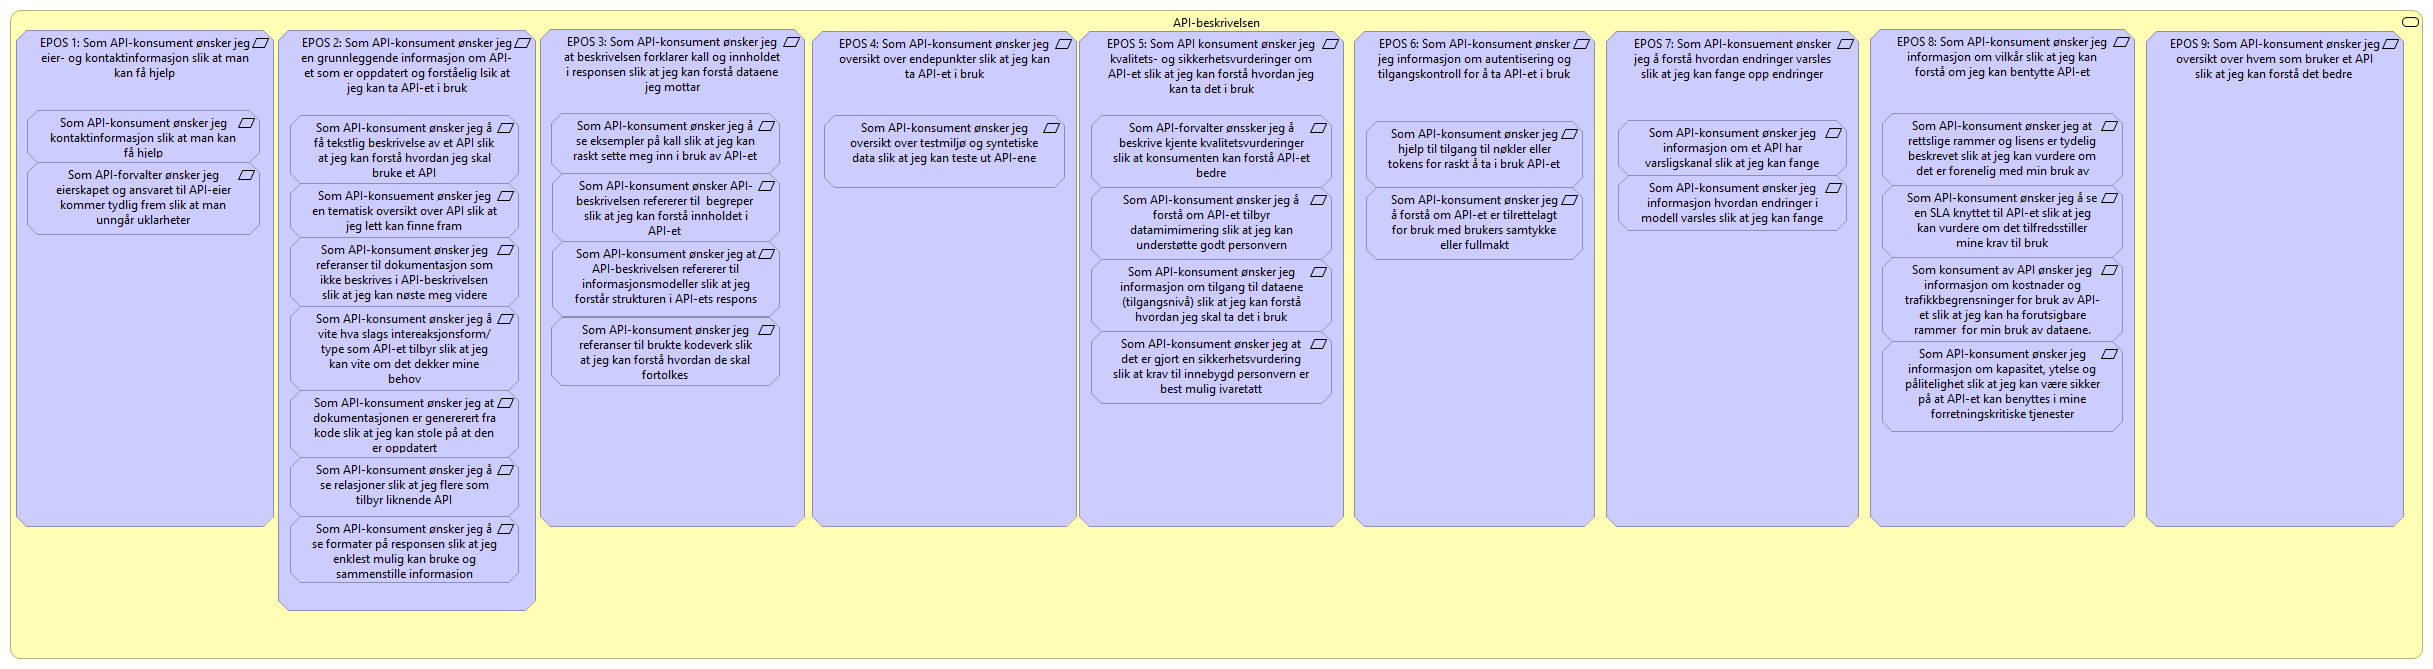 API-beskrivelsen
EPOS 1: Som API-konsument ønsker jeg
eier- og kontaktinformasjon slik at man
kan få hjelp
Som API-konsument ønsker jeg
kontaktinformasjon slik at man kan
få hjelp
Som API-forvalter ønsker jeg
eierskapet og ansvaret til API-eier
kommer tydlig frem slik at man
unngår uklarheter
EPOS 2: Som API-konsument ønsker jeg
en grunnleggende informasjon om API-
et som er oppdatert og forståelig lsik at
jeg kan ta API-et i bruk
Som API-konsument ønsker jeg å
få tekstlig beskrivelse av et API slik
at jeg kan forstå hvordan jeg skal
bruke et API
Som API-konsuement ønsker jeg
en tematisk oversikt over API slik at
jeg lett kan finne fram
Som API-konsument ønsker jeg
referanser til dokumentasjon som
ikke beskrives i API-beskrivelsen
slik at jeg kan nøste meg videre
Som API-konsument ønsker jeg å
vite hva slags intereaksjonsform/
type som API-et tilbyr slik at jeg
kan vite om det dekker mine
behov
Som API-konsument ønsker jeg at
dokumentasjonen er genererert fra
kode slik at jeg kan stole på at den
er oppdatert
Som API-konsument ønsker jeg å
se relasjoner slik at jeg flere som
tilbyr liknende API
Som API-konsument ønsker jeg å
se formater på responsen slik at jeg
enklest mulig kan bruke og
sammenstille informasion
EPOS 3: Som API-konsument ønsker jeg
at beskrivelsen forklarer kall og innholdet
i responsen slik at jeg kan forstå dataene
jeg mottar
Som API-konsument ønsker jeg å
se eksempler på kall slik at jeg kan
raskt sette meg inn i bruk av API-et
Som API-konsument ønsker API-
beskrivelsen refererer til  begreper
slik at jeg kan forstå innholdet i
API-et
Som API-konsument ønsker jeg at
API-beskrivelsen refererer til
informasjonsmodeller slik at jeg
forstår strukturen i API-ets respons
Som API-konsument ønsker jeg
referanser til brukte kodeverk slik
at jeg kan forstå hvordan de skal
fortolkes
EPOS 4: Som API-konsument ønsker jeg
oversikt over endepunkter slik at jeg kan
ta API-et i bruk
Som API-konsument ønsker jeg
oversikt over testmiljø og syntetiske
data slik at jeg kan teste ut API-ene
EPOS 5: Som API konsument ønsker jeg
kvalitets- og sikkerhetsvurderinger om
API-et slik at jeg kan forstå hvordan jeg
kan ta det i bruk
Som API-forvalter ønssker jeg å
beskrive kjente kvalitetsvurderinger
slik at konsumenten kan forstå API-et
bedre
Som API-konsument ønsker jeg å
forstå om API-et tilbyr
datamimimering slik at jeg kan
understøtte godt personvern
Som API-konsument ønsker jeg
informasjon om tilgang til dataene
(tilgangsnivå) slik at jeg kan forstå
hvordan jeg skal ta det i bruk
Som API-konsument ønsker jeg at
det er gjort en sikkerhetsvurdering
slik at krav til innebygd personvern er
best mulig ivaretatt
EPOS 6: Som API-konsument ønsker
jeg informasjon om autentisering og
tilgangskontroll for å ta API-et i bruk
Som API-konsument ønsker jeg
hjelp til tilgang til nøkler eller
tokens for raskt å ta i bruk API-et
Som API-konsument ønsker jeg
å forstå om API-et er tilrettelagt
for bruk med brukers samtykke
eller fullmakt
EPOS 7: Som API-konsuement ønsker
jeg å forstå hvordan endringer varsles
slik at jeg kan fange opp endringer
Som API-konsument ønsker jeg
informasjon om et API har
varsligskanal slik at jeg kan fange
Som API-konsument ønsker jeg
informasjon hvordan endringer i
modell varsles slik at jeg kan fange
EPOS 8: Som API-konsument ønsker jeg
informasjon om vilkår slik at jeg kan
forstå om jeg kan bentytte API-et
Som API-konsument ønsker jeg at
rettslige rammer og lisens er tydelig
beskrevet slik at jeg kan vurdere om
det er forenelig med min bruk av
Som API-konsument ønsker jeg å se
en SLA knyttet til API-et slik at jeg
kan vurdere om det tilfredsstiller
mine krav til bruk
Som konsument av API ønsker jeg
informasjon om kostnader og
trafikkbegrensninger for bruk av API-
et slik at jeg kan ha forutsigbare
rammer  for min bruk av dataene.
Som API-konsument ønsker jeg
informasjon om kapasitet, ytelse og
pålitelighet slik at jeg kan være sikker
på at API-et kan benyttes i mine
forretningskritiske tjenester
EPOS 9: Som API-konsument ønsker jeg
oversikt over hvem som bruker et API
slik at jeg kan forstå det bedre